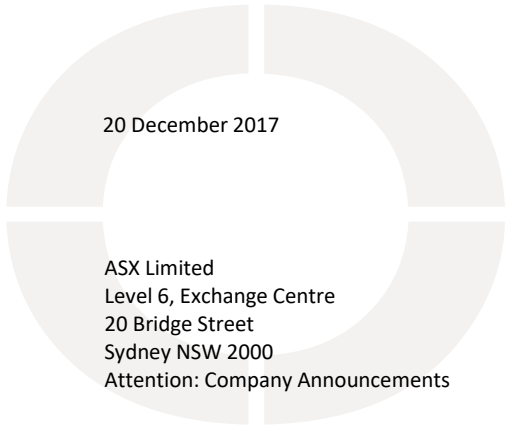 20 December 2017
ASX Limited
Level 6, Exchange Centre
20 Bridge Street
Sydney NSW 2000
Attention: Company Announcements